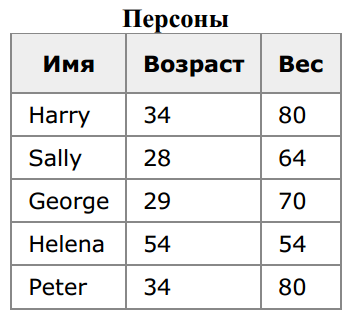 Персоны
Имя Возраст Вес
Harry 34 80
Sally 28 64
George 29 70
Helena 54 54
Peter 34 80